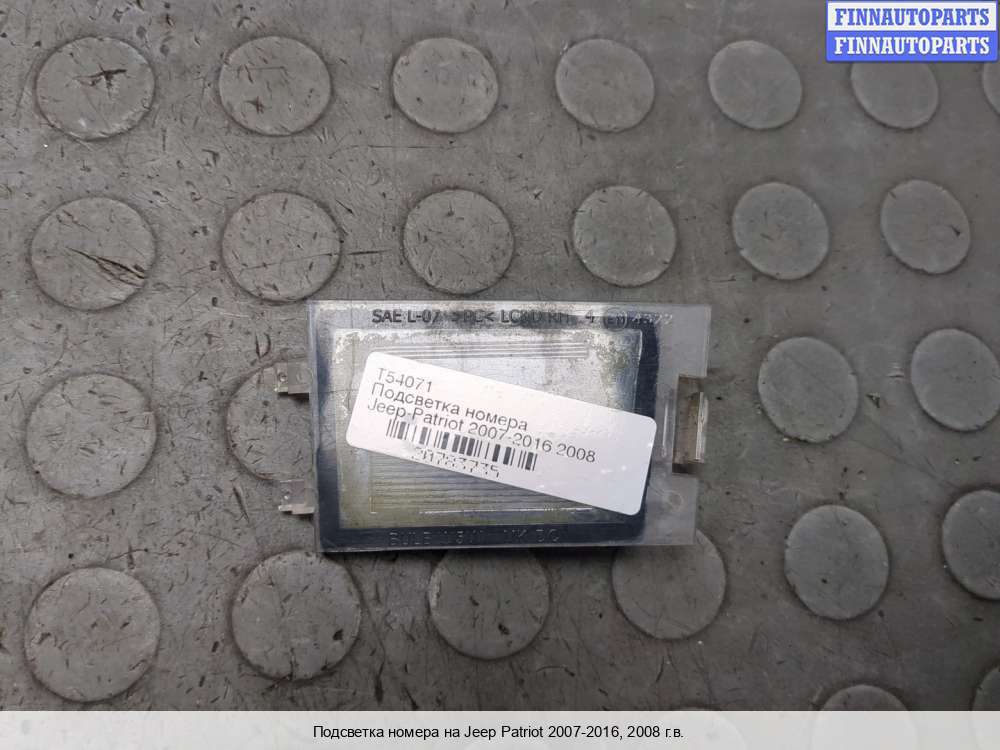 FINNAUTOPARTS
FINNAUTOPARTS
SAE L-07 >PC<
T54071
Подсветка номера
Jeep-Patriot 2007-2016 2008
Подсветка номера на Jeep Patriot 2007-2016, 2008 г.в.